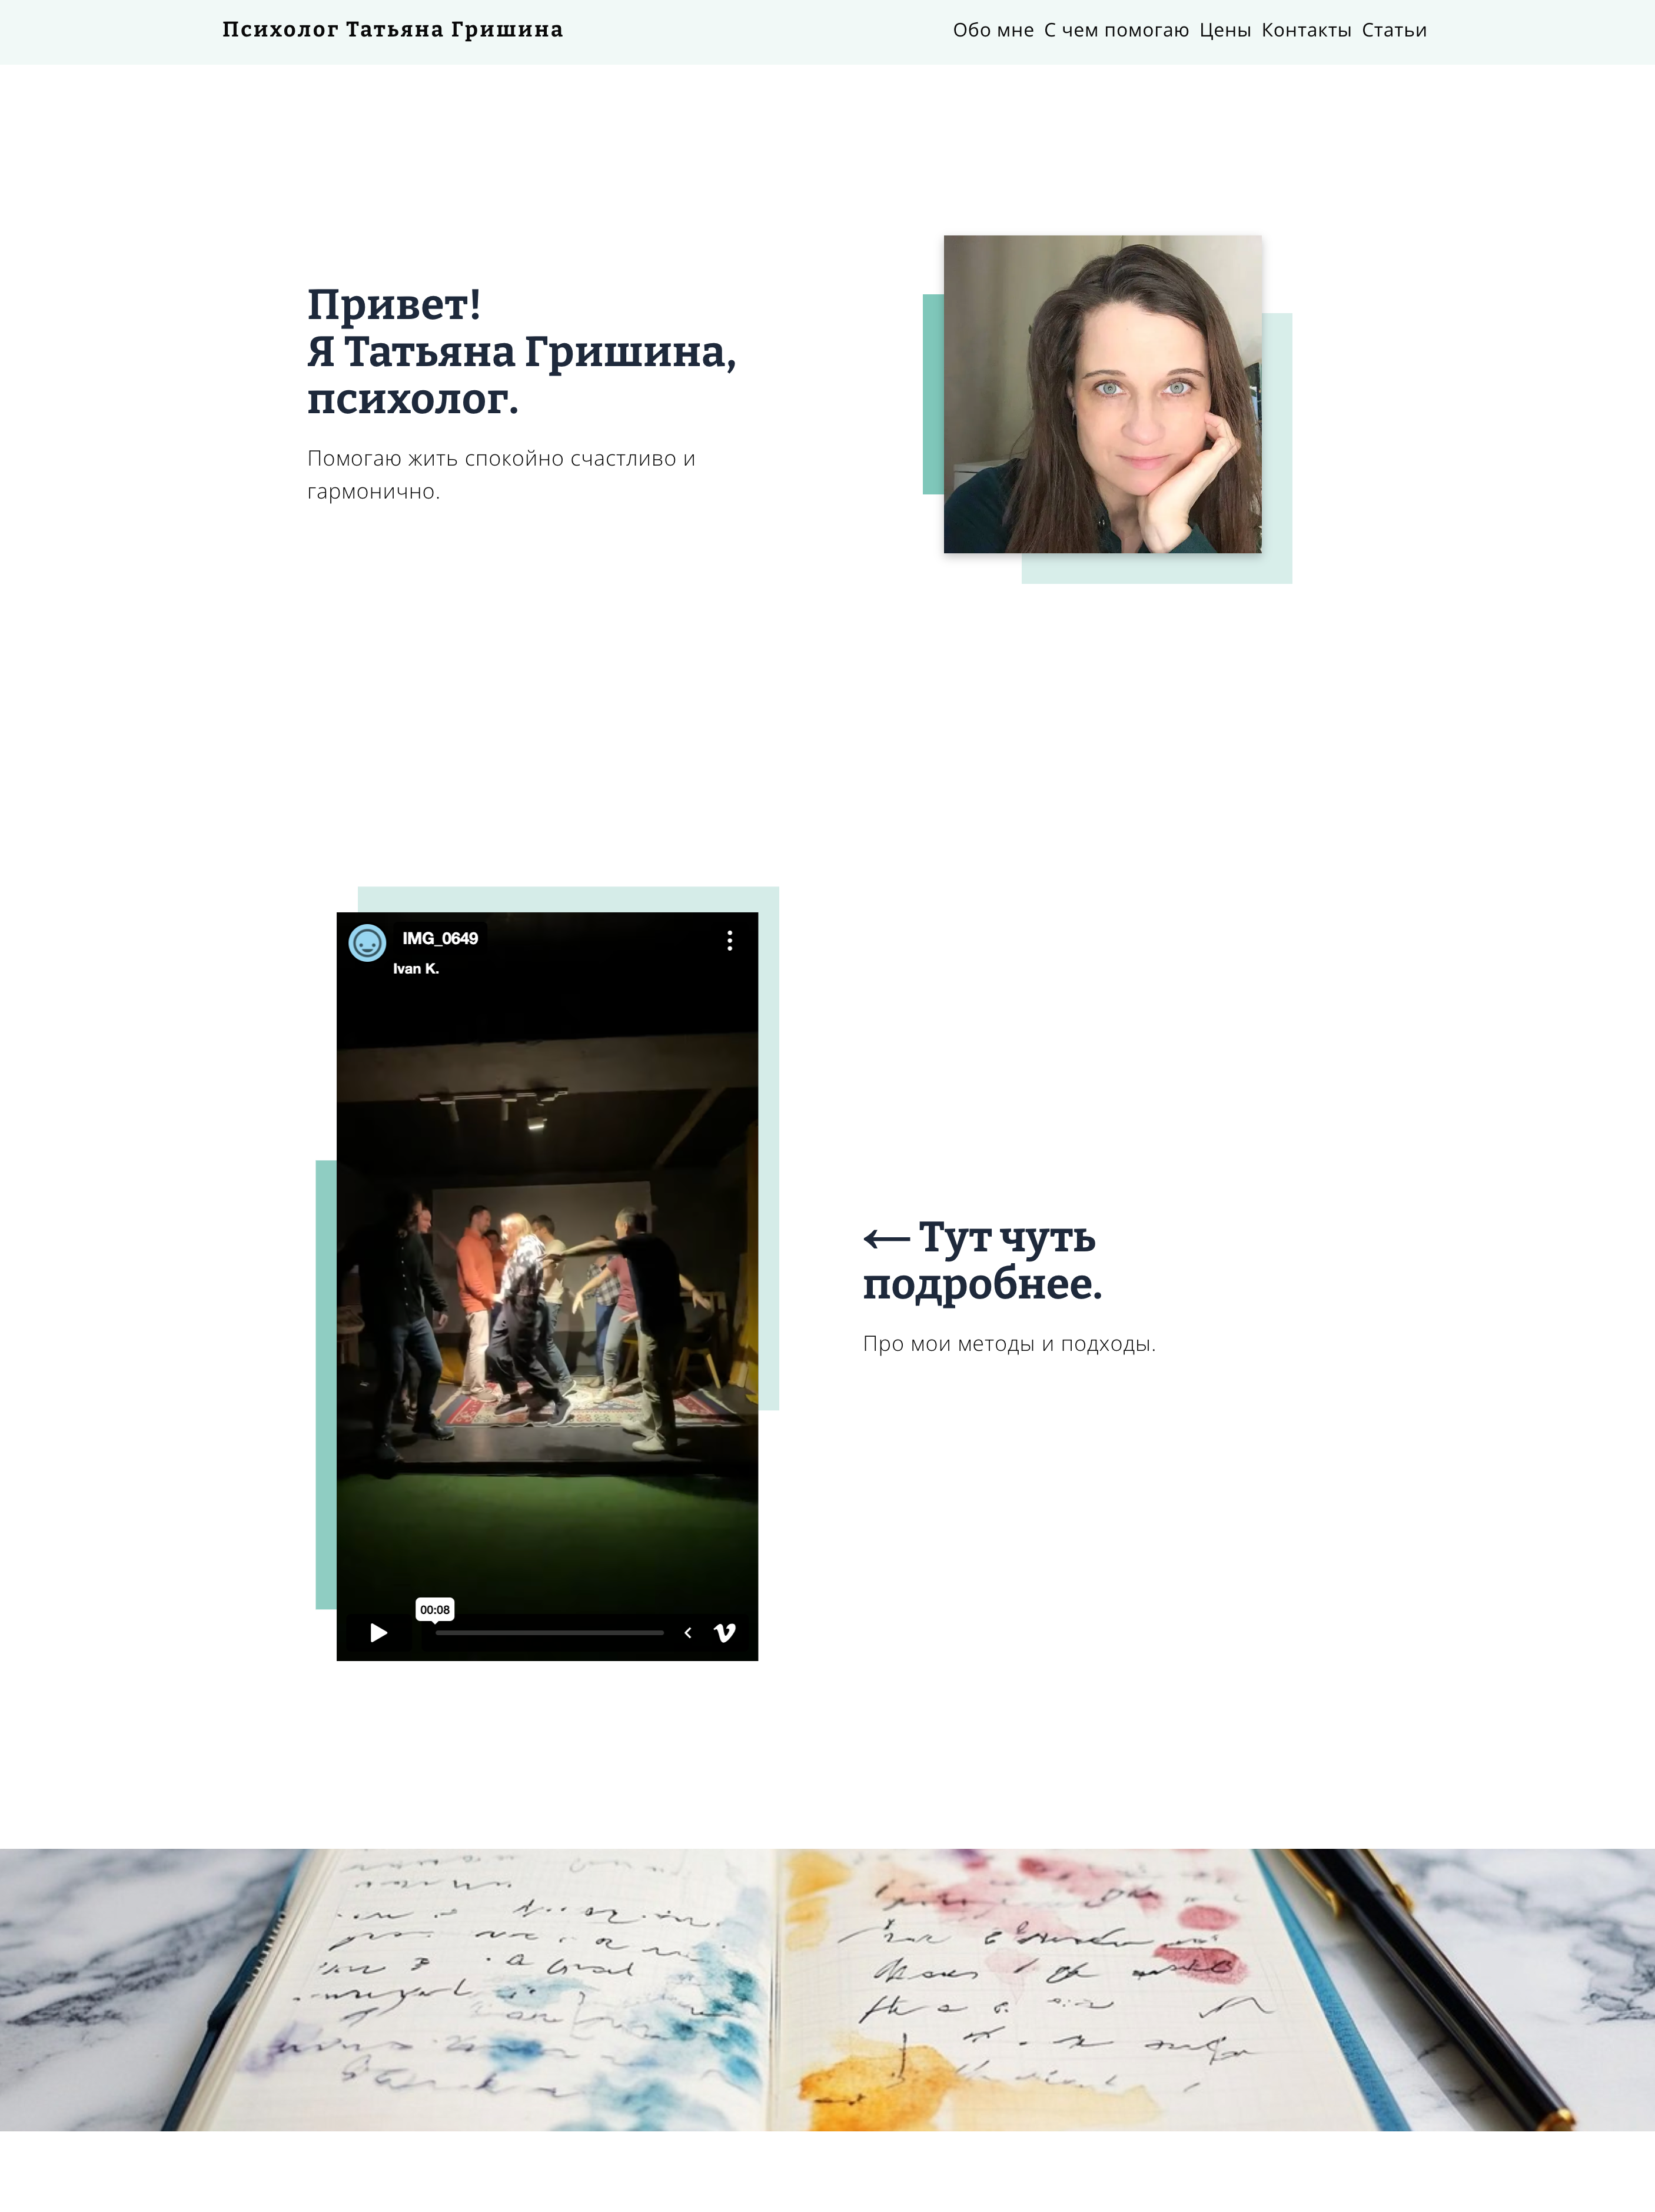 Психолог Татьяна Гришина
Обо мне С чем помогаю Цены Контакты Статьи
Привет!
Я Татьяна Гришина,
психолог.
Помогаю жить спокойно счастливо и
гармонично.
IMG_0649
Ivan K.
← Тут чуть
подробнее.
Про мои методы и подходы.
00:08